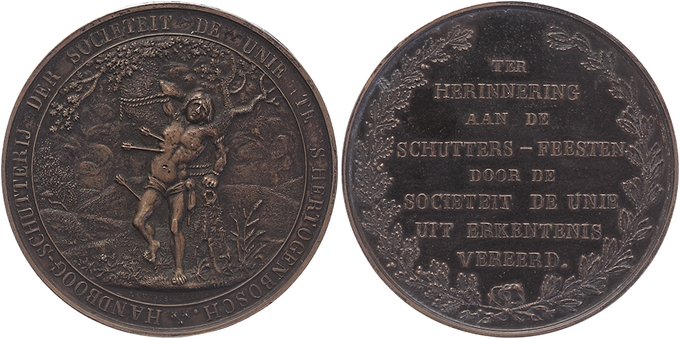 HANDBOOG-SCHUTTERIJ DER SOCIETEIT DE UNIE TE S'HERTOGENBOSCH.
TER
HERINNERING
AAN DE
SCHUTTERS-FEESTEN
DOOR DE
SOCIETEIT DE UNIE
UIT ERKENTENIS
VEREERD.